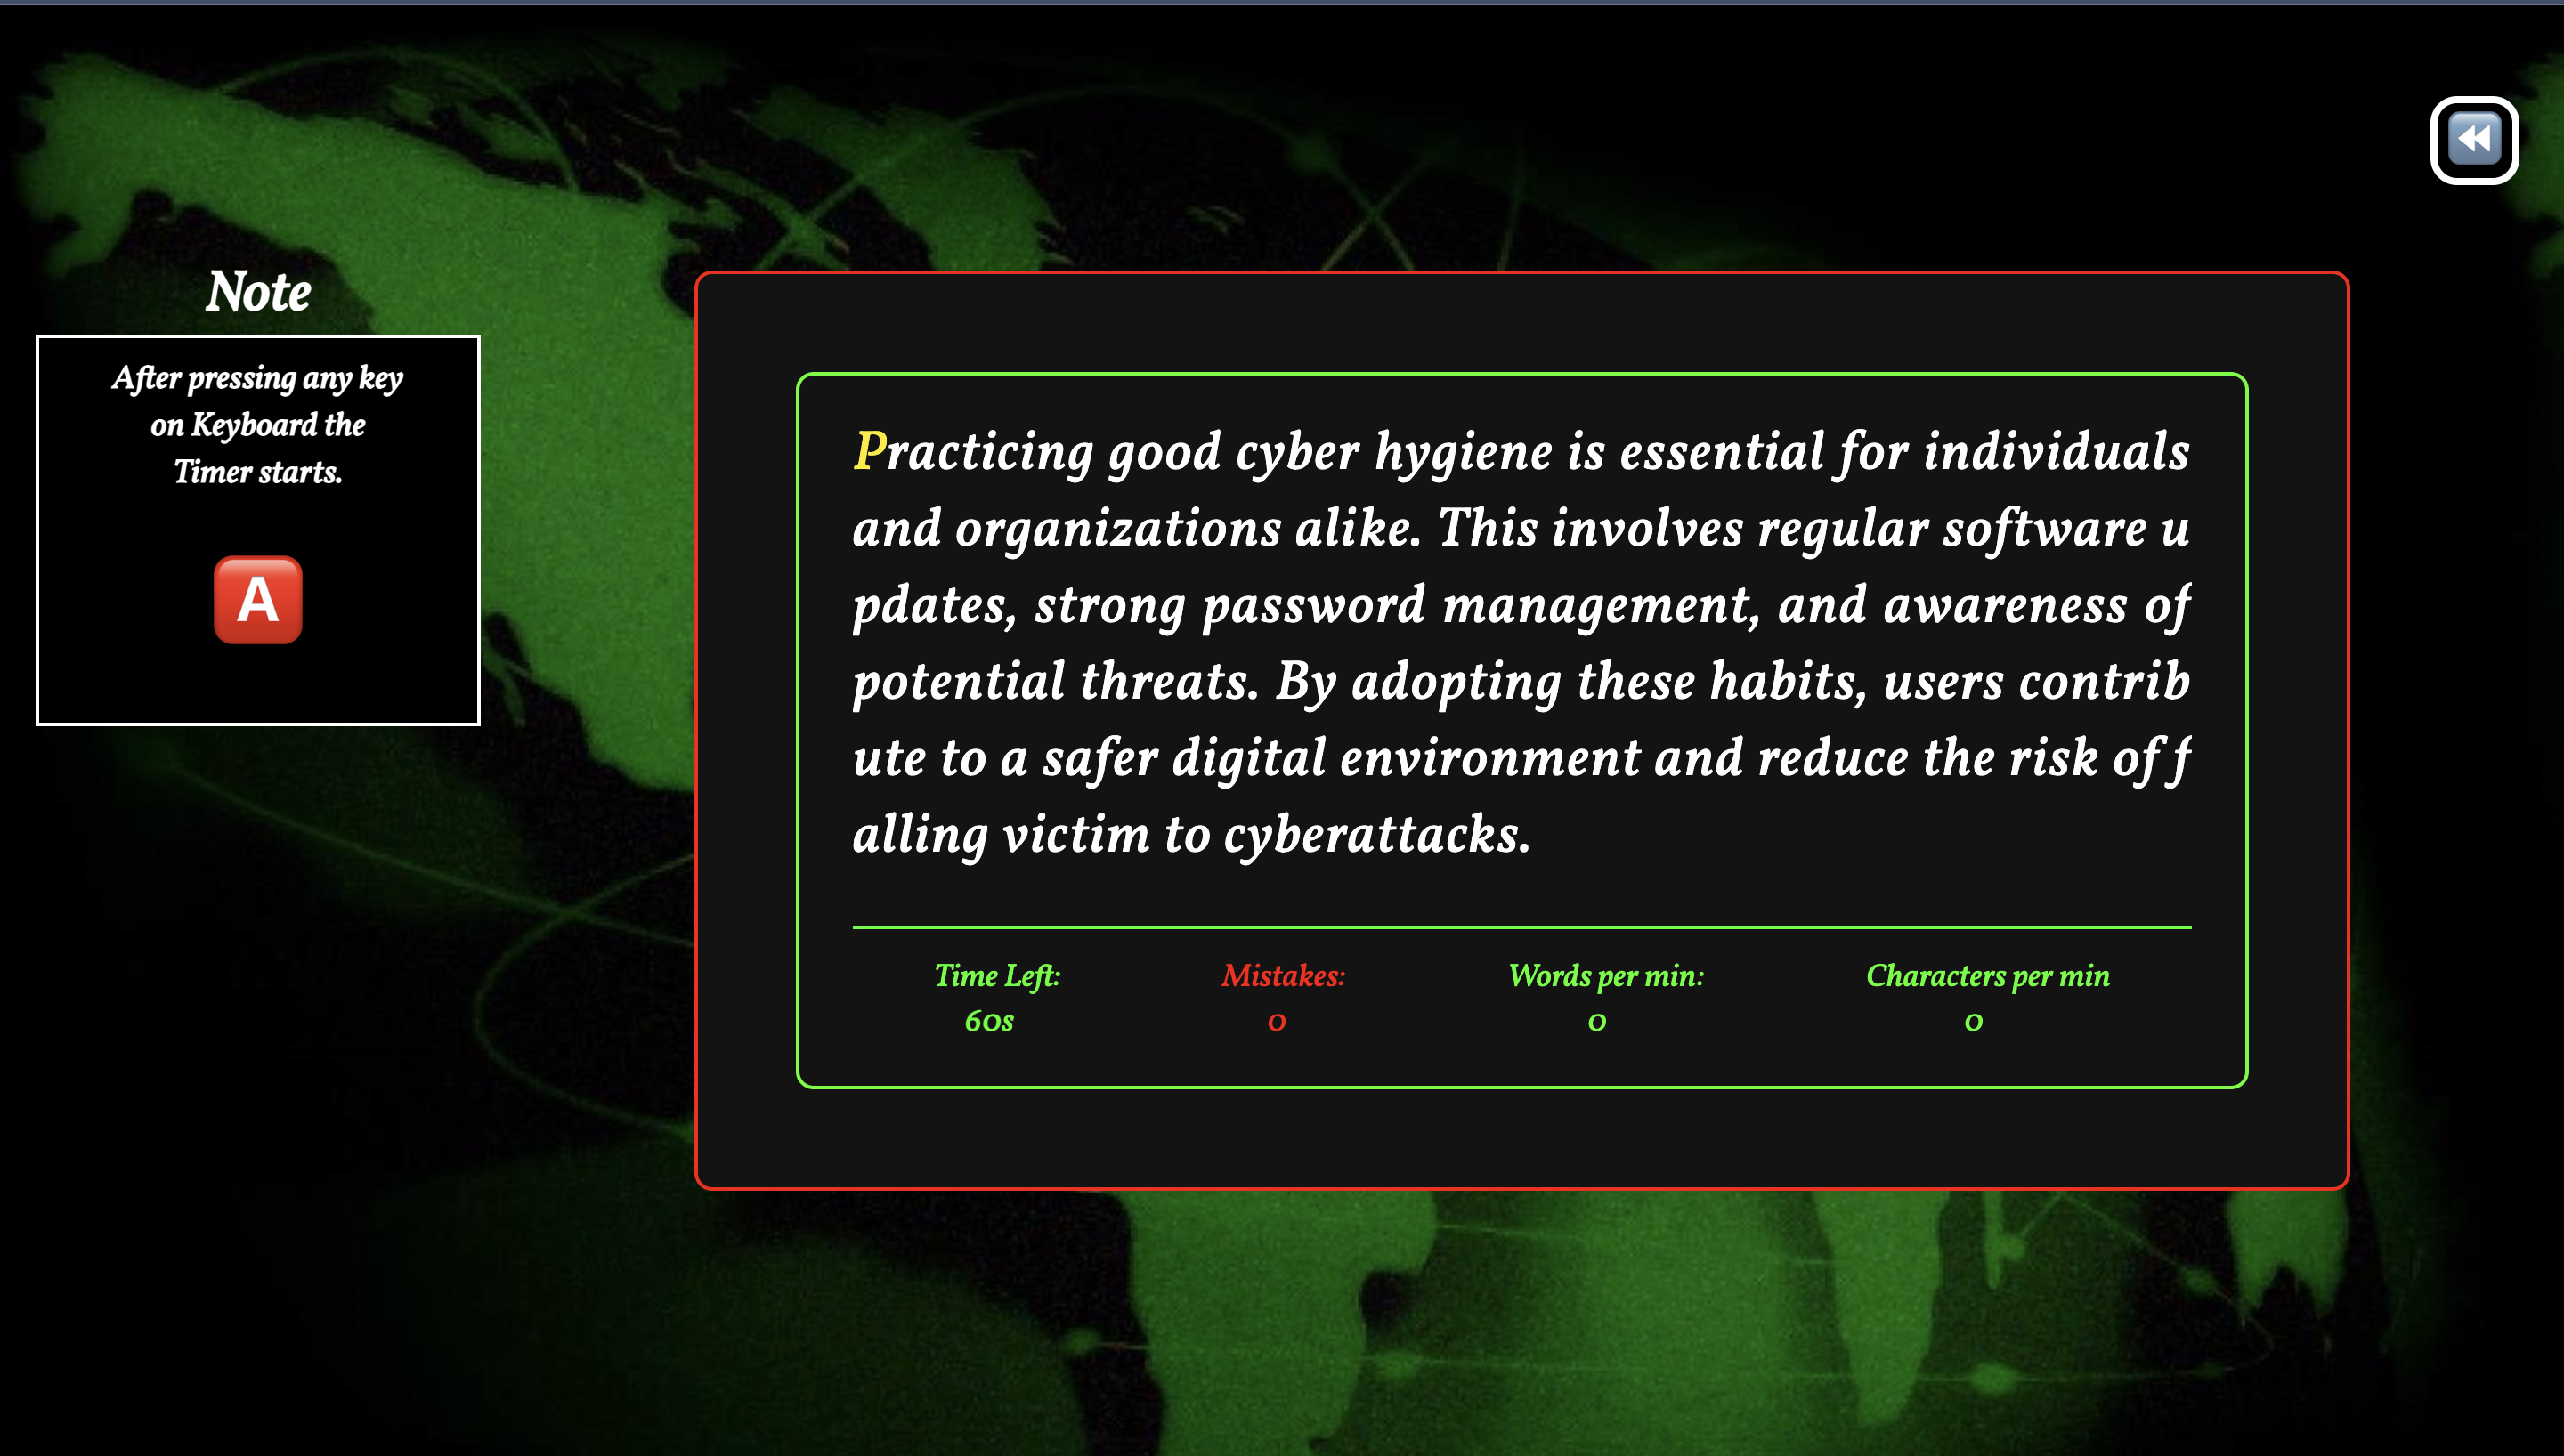 Note
After pressing any key
on Keyboard the
Timer starts.
A
Practicing good cyber hygiene is essential for individuals
and organizations alike. This involves regular software u
pdates, strong password management, and awareness of
potential threats. By adopting these habits, users contrib
ute to a safer digital environment and reduce the risk of f
alling victim to cyberattacks.
Time Left: Mistakes: Words per min: Characters per min
60s 0 0 0